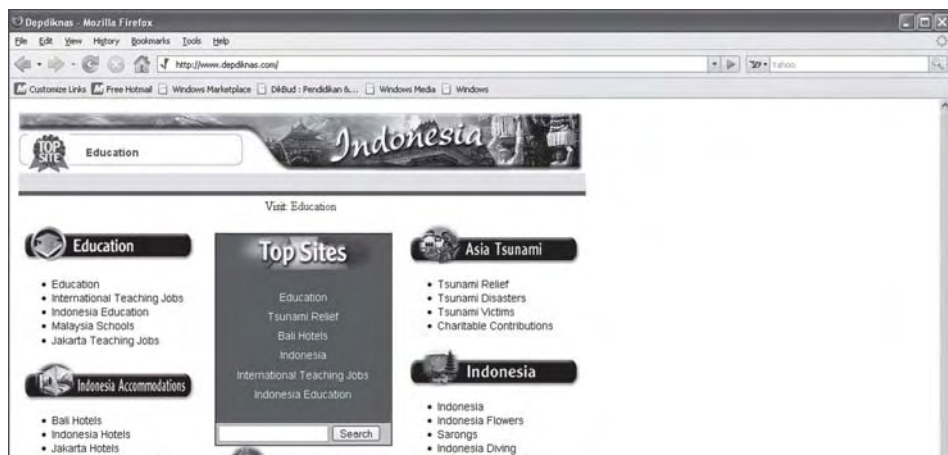 Depdiknas - Mozilla Firefox
File Edit View History Bookmarks Tools Help
http://www.depdiknas.com/
Yahoo
Customize Links Free Hotmail Windows Marketplace DikBud : Pendidikan &... Windows Media Windows
TOP SITE
Education
Indonesia
Visit: Education
Education
Education
International Teaching Jobs
Indonesia Education
Malaysia Schools
Jakarta Teaching Jobs
Indonesia Accommodations
Bali Hotels
Indonesia Hotels
Jakarta Hotels
Top Sites
Education
Tsunami Relief
Bali Hotels
Indonesia
International Teaching Jobs
Indonesia Education
Search
Asia Tsunami
Tsunami Relief
Tsunami Disasters
Tsunami Victims
Charitable Contributions
Indonesia
Indonesia
Indonesia Flowers
Sarongs
Indonesia Diving